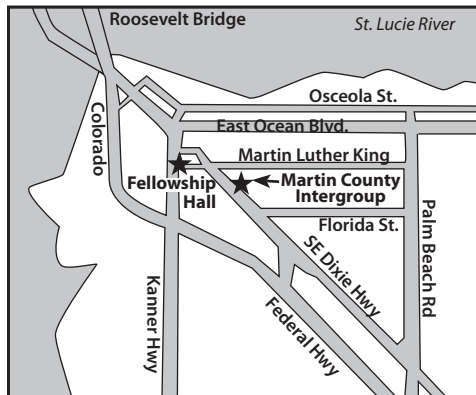 Roosevelt Bridge
St. Lucie River
Osceola St.
East Ocean Blvd.
Colorado
Martin Luther King
Fellowship
Hall
Martin County
Intergroup
Florida St.
SE Dixie Hwy
Palm Beach Rd
Kanner Hwy
Federal Hwy